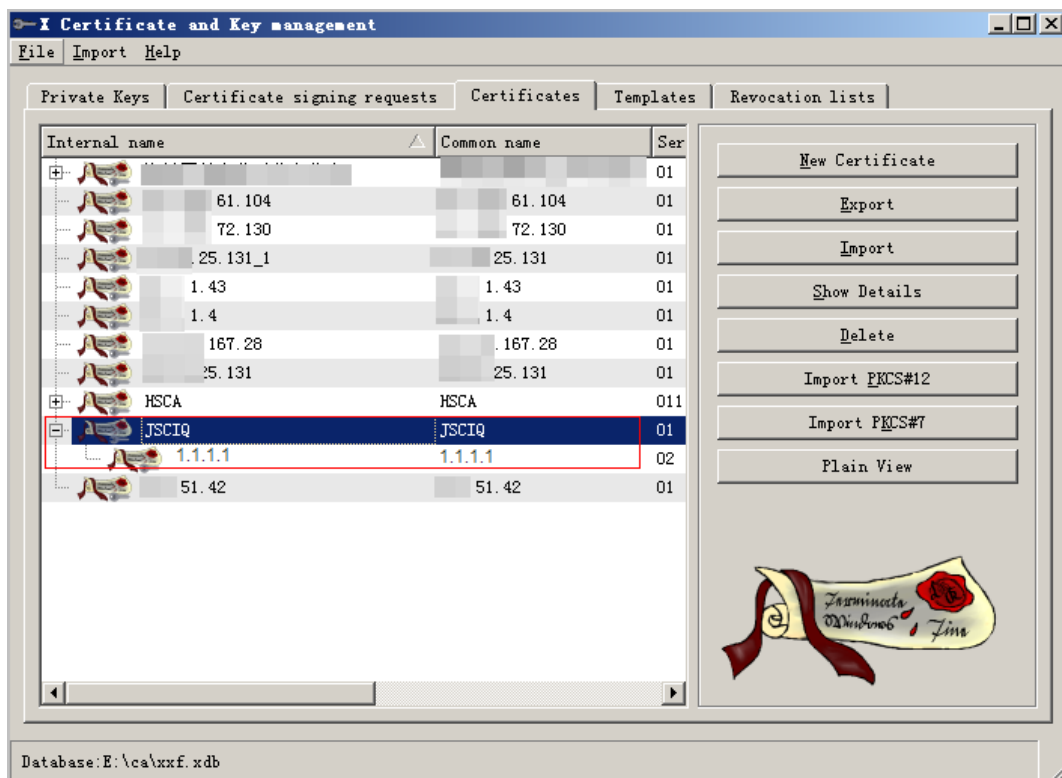 X Certificate and Key management
File Import Help
Private Keys Certificate signing requests Certificates Templates Revocation lists
Internal name Common name Ser
01
61.104 61.104 01
72.130 72.130 01
.25.131_1 25.131 01
1.43 1.43 01
1.4 1.4 01
167.28 .167.28 01
25.131 25.131 01
HSCA HSCA 011
JSCIQ JSCIQ 01
1.1.1.1 1.1.1.1 02
51.42 51.42 01
New Certificate
Export
Import
Show Details
Delete
Import PKCS#12
Import PKCS#7
Plain View
Windows
Database:E:\ca\xxf.xdb